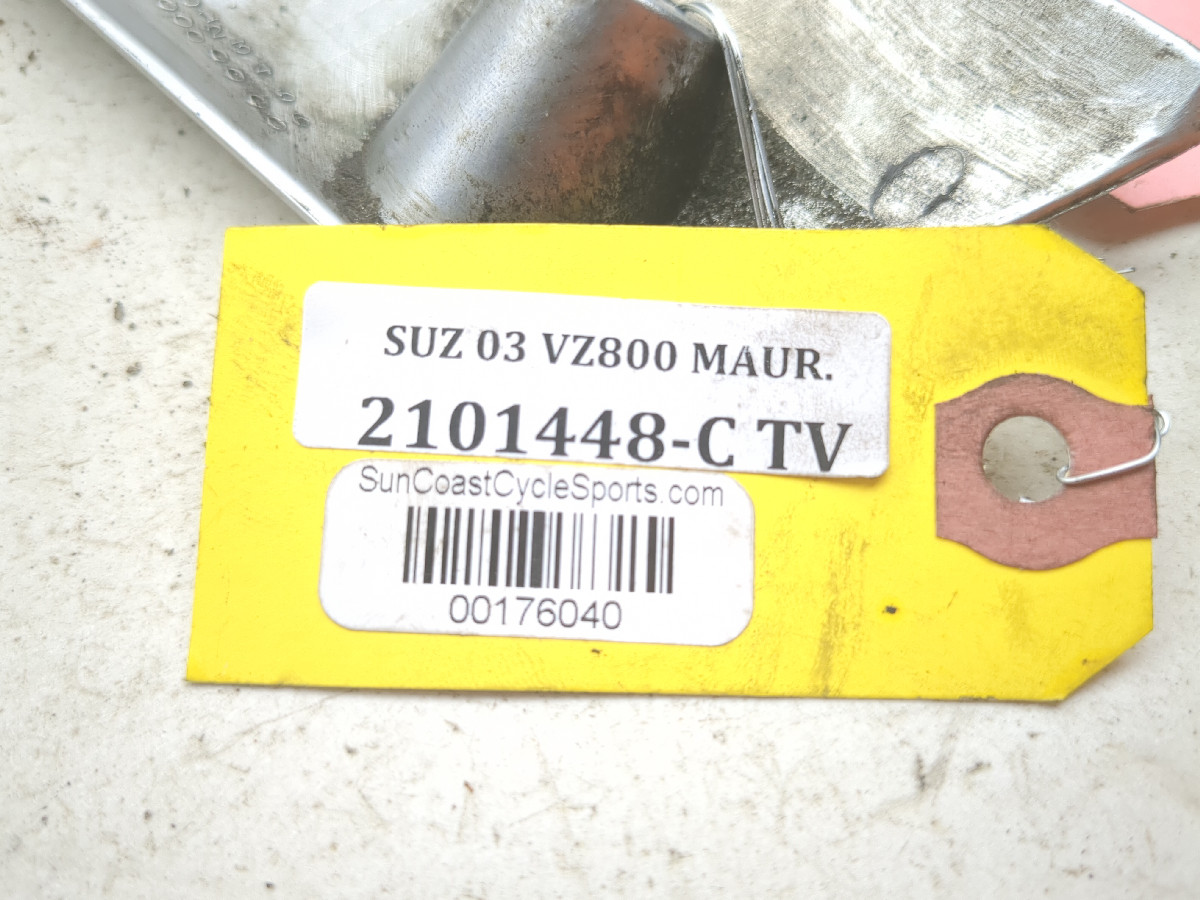 SUZ 03 VZ800 MAUR.
2101448-C TV
SunCoastCycleSports.com
00176040